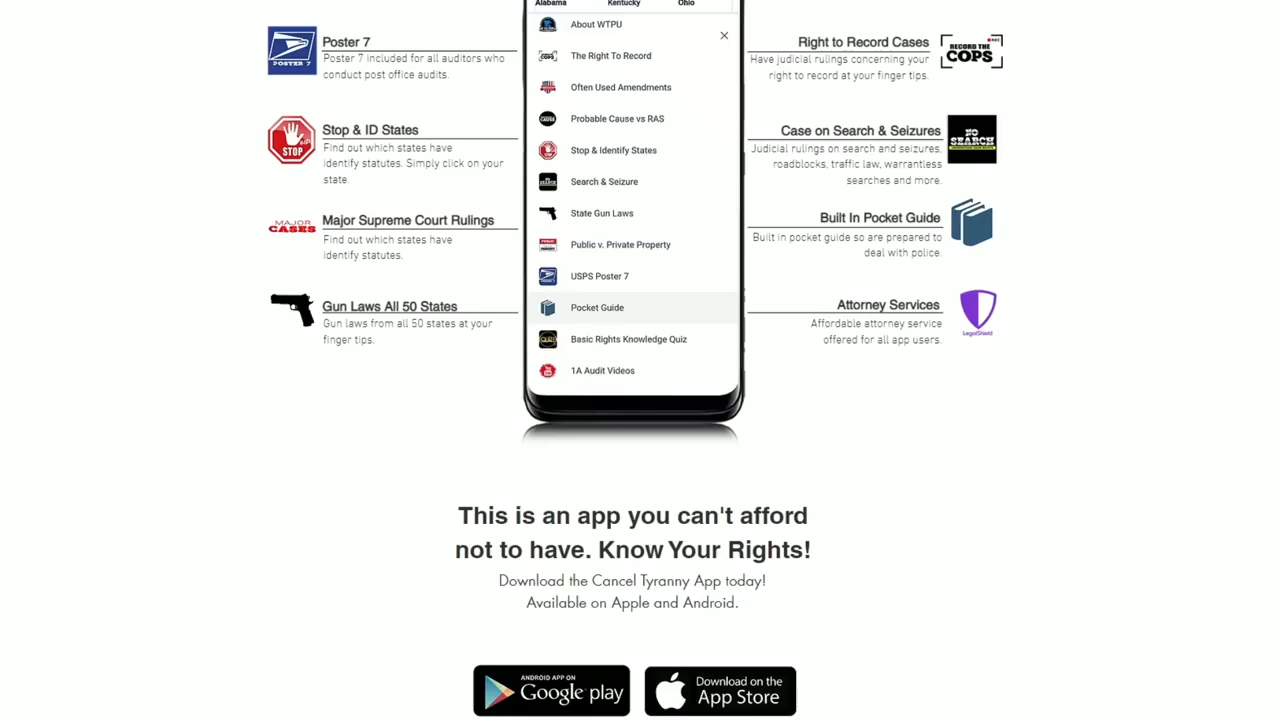 Alabama Kentucky Ohio
POSTER 7
Poster 7
Poster 7 included for all auditors who
conduct post office audits.
STOP
Stop & ID States
Find out which states have
identify statutes. Simply click on your
state.
MAJOR
CASES
Major Supreme Court Rulings
Find out which states have
identify statutes.
Gun Laws All 50 States
Gun laws from all 50 states at your
finger tips.
About WTPU
The Right To Record
Often Used Amendments
Probable Cause vs RAS
Stop & Identify States
Search & Seizure
State Gun Laws
Public v. Private Property
USPS Poster 7
Pocket Guide
Basic Rights Knowledge Quiz
1A Audit Videos
Right to Record Cases
Have judicial rulings concerning your
right to record at your finger tips.
REC
RECORD THE
COPS
Case on Search & Seizures
Judicial rulings on search and seizures,
roadblocks, traffic law, warrantless
searches and more.
NO
SEARCH
Built In Pocket Guide
Built in pocket guide so are prepared to
deal with police.
Attorney Services
Affordable attorney service
offered for all app users.
LegalShield
This is an app you can't afford
not to have. Know Your Rights!
Download the Cancel Tyranny App today!
Available on Apple and Android.
ANDROID APP ON
Google play
Download on the
App Store